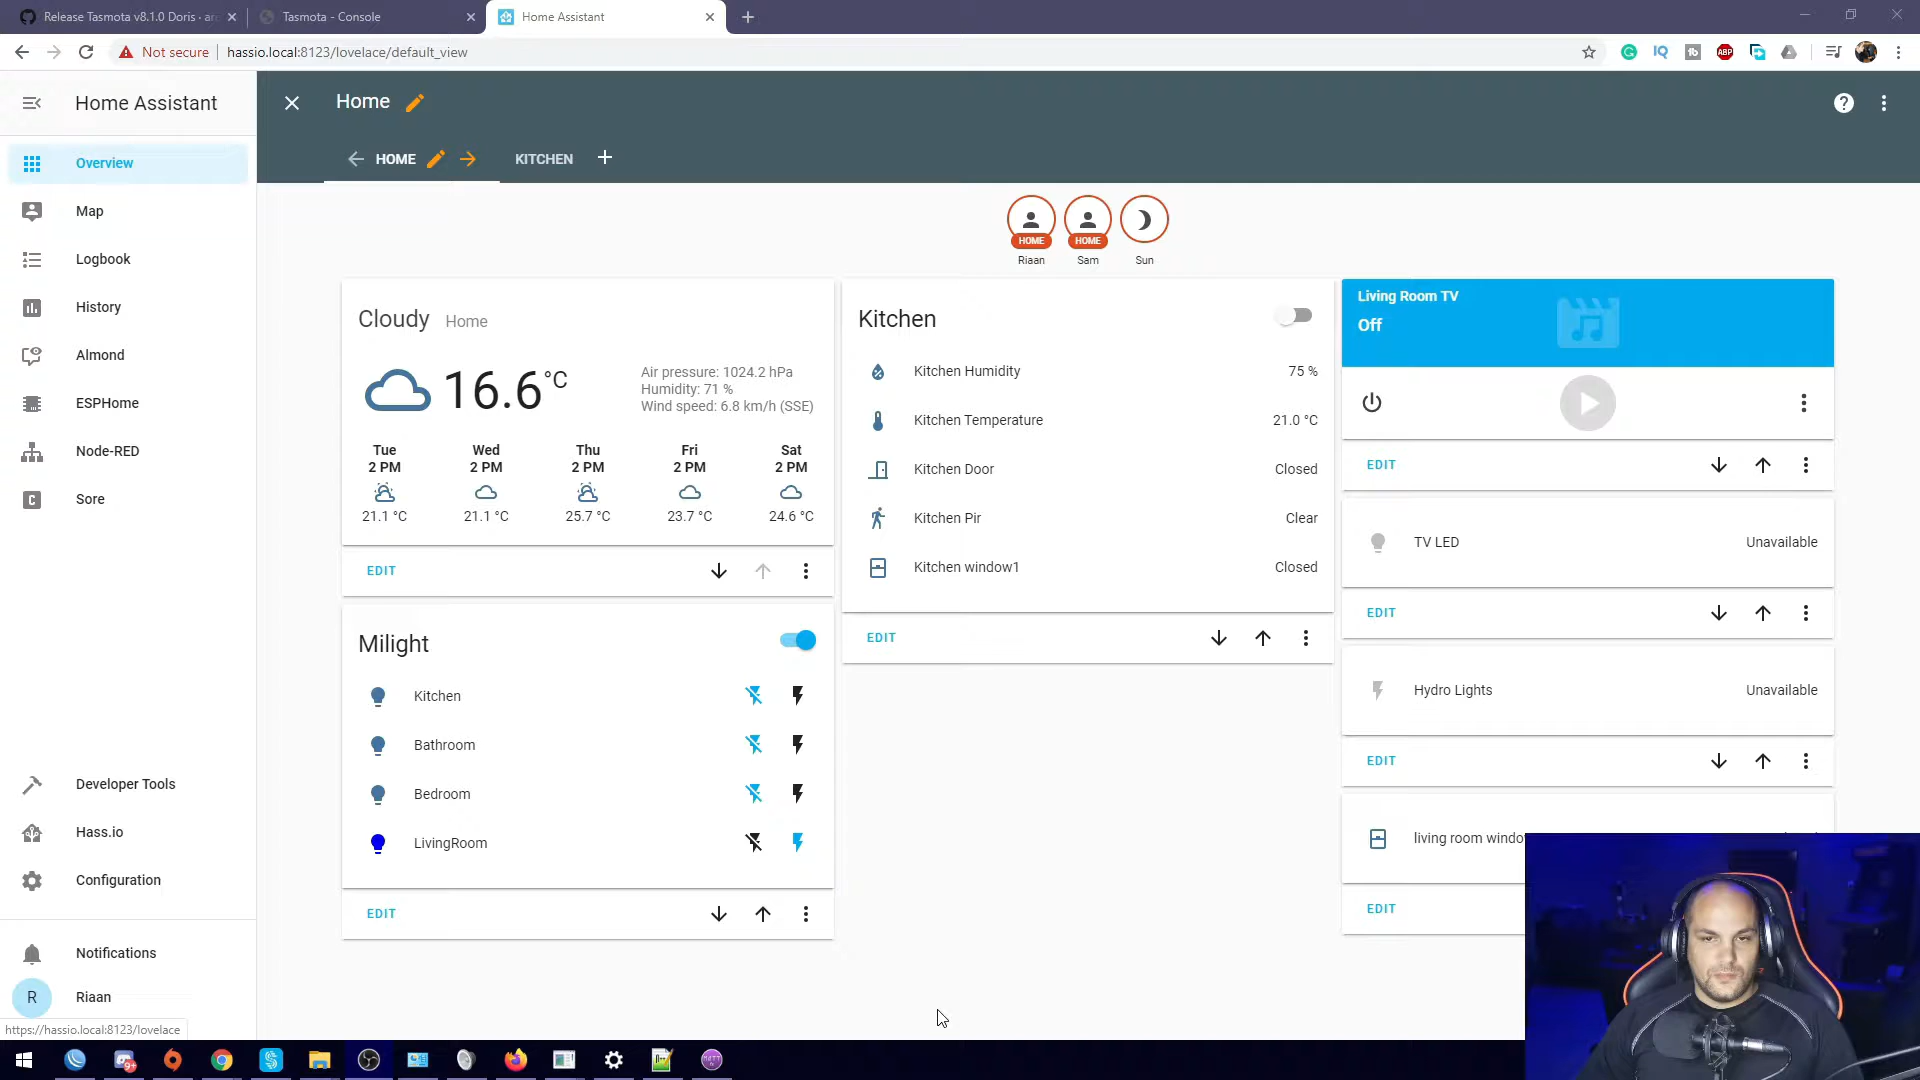 Release Tasmota v8.1.0 Doris · ar
Tasmota - Console
Home Assistant
Not secure
hassio.local:8123/lovelace/default_view
Home Assistant
Home
HOME
KITCHEN
Overview
Map
Logbook
History
Almond
ESPHome
Node-RED
Sore
Developer Tools
Hass.io
Configuration
Notifications
R
Riaan
https://hassio.local:8123/lovelace
HOME
HOME
Riaan
Sam
Sun
Cloudy Home
16.6 °C
Air pressure: 1024.2 hPa
Humidity: 71 %
Wind speed: 6.8 km/h (SSE)
Tue Wed Thu Fri Sat
2 PM 2 PM 2 PM 2 PM 2 PM
21.1 °C 21.1 °C 25.7 °C 23.7 °C 24.6 °C
EDIT
Milight
Kitchen
Bathroom
Bedroom
LivingRoom
EDIT
Kitchen
Kitchen Humidity 75 %
Kitchen Temperature 21.0 °C
Kitchen Door Closed
Kitchen Pir Clear
Kitchen window1 Closed
EDIT
Living Room TV
Off
EDIT
TV LED Unavailable
EDIT
Hydro Lights Unavailable
EDIT
living room windo
EDIT